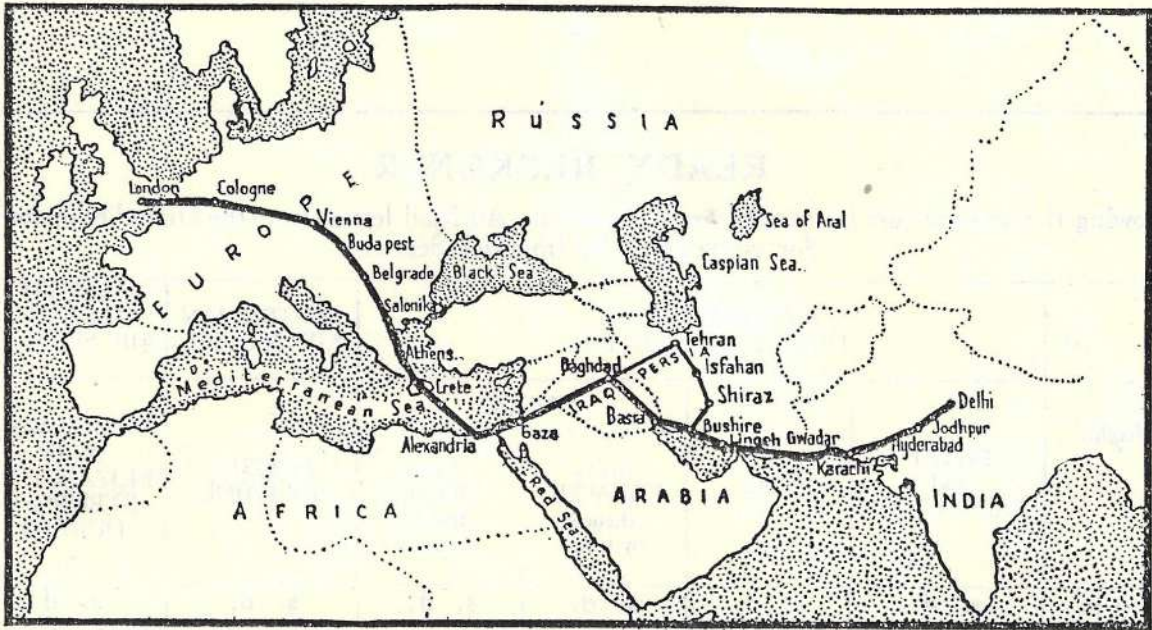 RUSSIA
London
Cologne
EUROPE
Vienna
Budapest
Belgrade
Black Sea
Caspian Sea.
Sea of Aral
Salonika
Athens
Crete
Mediterranean Sea
Alexandria
Gaza
Baghdad
IRAQ
PERSIA
Tehran
Isfahan
Shiraz
Basra
Bushire
Lingeh
Gwadar
Karachi
Hyderabad
Jodhpur
Delhi
AFRICA
Red Sea
ARABIA
INDIA